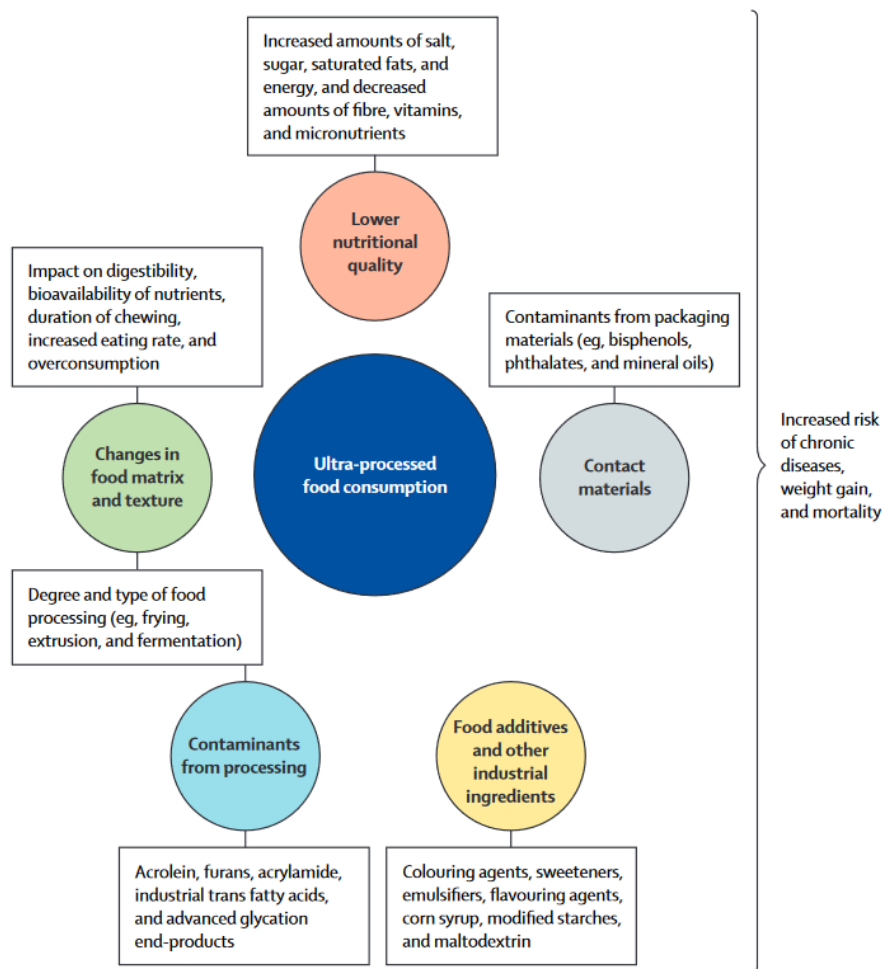 Increased amounts of salt,
sugar, saturated fats, and
energy, and decreased
amounts of fibre, vitamins,
and micronutrients
Lower
nutritional
quality
Impact on digestibility,
bioavailability of nutrients,
duration of chewing,
increased eating rate, and
overconsumption
Contaminants from packaging
materials (eg, bisphenols,
phthalates, and mineral oils)
Changes in
food matrix
and texture
Ultra-processed
food consumption
Contact
materials
Increased risk
of chronic
diseases,
weight gain,
and mortality
Degree and type of food
processing (eg, frying,
extrusion, and fermentation)
Contaminants
from processing
Food additives
and other
industrial
ingredients
Acrolein, furans, acrylamide,
industrial trans fatty acids,
and advanced glycation
end-products
Colouring agents, sweeteners,
emulsifiers, flavouring agents,
corn syrup, modified starches,
and maltodextrin